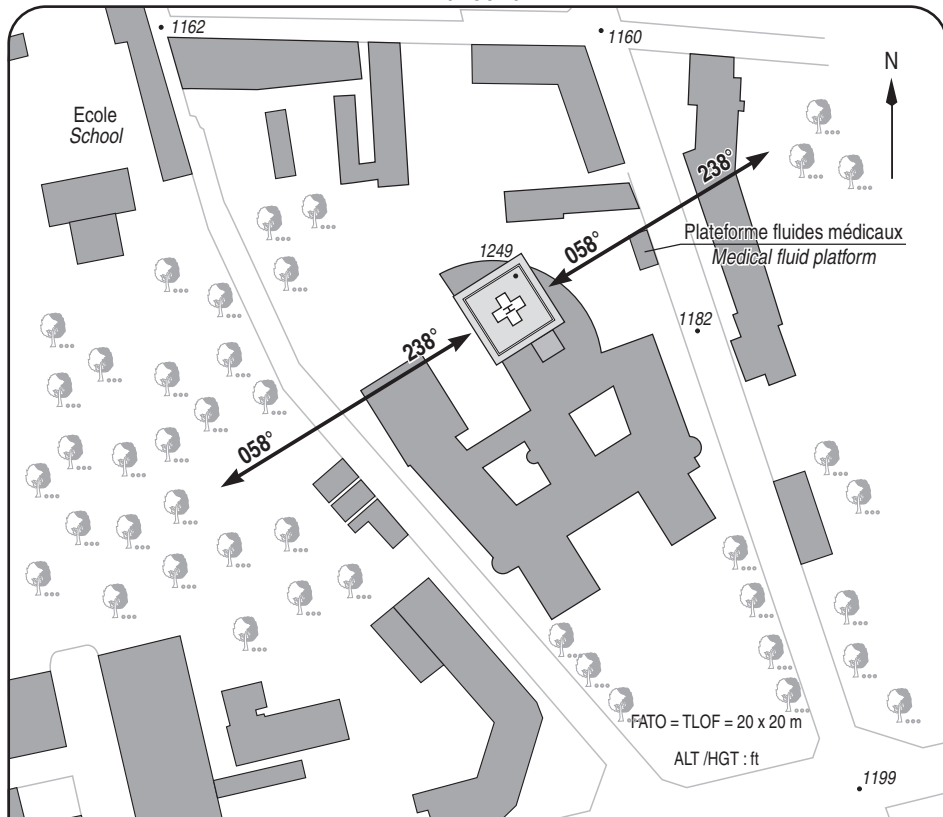 1162
1160
N
Ecole
School
238°
Plateforme fluides médicaux
Medical fluid platform
058°
1249
H
1182
238°
058°
FATO = TLOF = 20 x 20 m
ALT /HGT : ft
1199